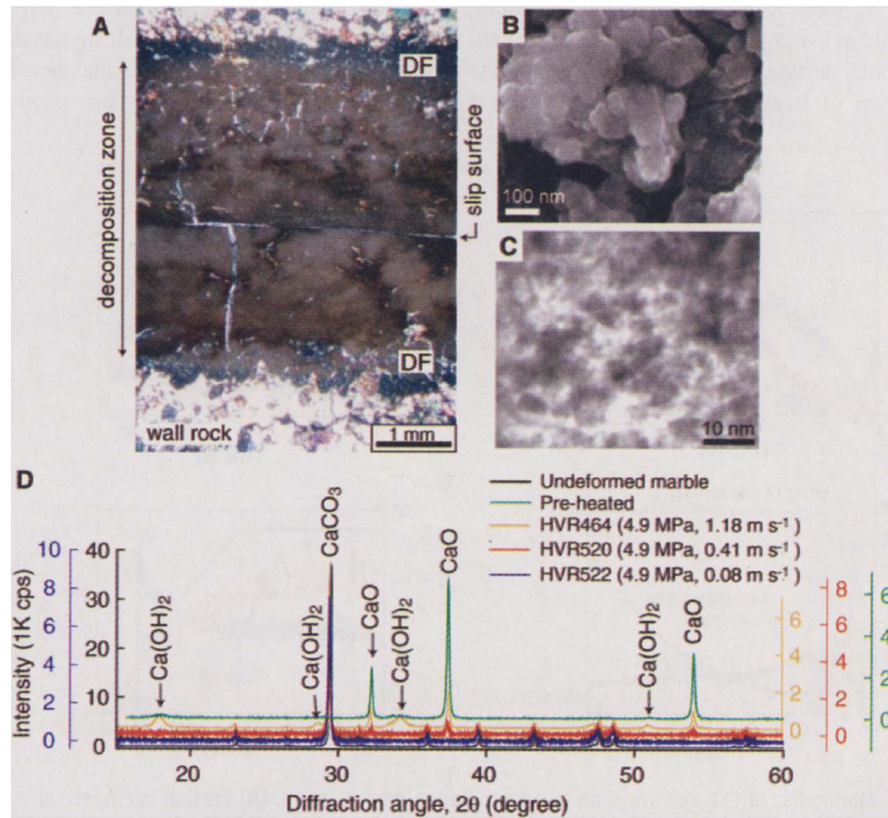 A
DF
decomposition zone
slip surface
DF
wall rock
1 mm
B
100 nm
C
10 nm
D
Undeformed marble
Pre-heated
HVR464 (4.9 MPa, 1.18 m s⁻¹ )
HVR520 (4.9 MPa, 0.41 m s⁻¹ )
HVR522 (4.9 MPa, 0.08 m s⁻¹ )
Ca(OH)₂
Ca(OH)₂
CaCO₃
CaO
Ca(OH)₂
CaO
Ca(OH)₂
CaO
Intensity (1K cps)
10
8
6
4
2
0
40
30
20
10
0
6
4
2
0
8
6
4
2
0
6
4
2
0
20 30 40 50 60
Diffraction angle, 2θ (degree)